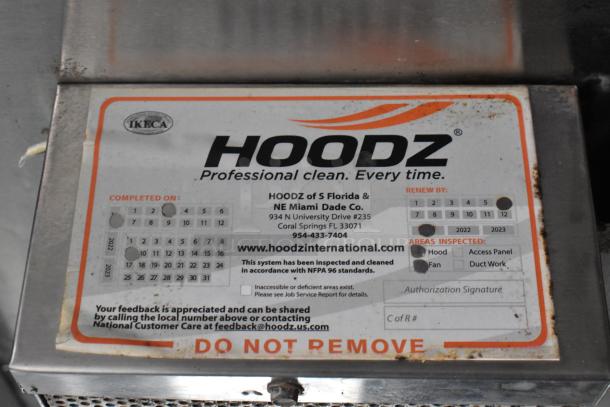 IKECA
HOODZ®
Professional clean. Every time.
COMPLETED ON:
1 2 4 5 6
7 8 9 10 11 12
2022
2023
1 2 3 4 5 6 7 8
10 11 12 13 14 15 16
17 18 19 20 21 22 23 24
25 26 27 28 29 30 31
HOODZ of S Florida &
NE Miami Dade Co.
934 N University Drive #235
Coral Springs FL 33071
954-433-7404
www.hoodzinternational.com
This system has been inspected and cleaned
in accordance with NFPA 96 standards.
Inaccessible or deficient areas exist.
Please see Job Service Report for details.
RENEW BY:
1 2 3 4 5
7 8 9 10 11 12
2022 2023
AREAS INSPECTED:
Hood Access Panel
Fan Duct Work
Authorization Signature
C of R #
Your feedback is appreciated and can be shared
by calling the local number above or contacting
National Customer Care at feedback@hoodz.us.com
DO NOT REMOVE